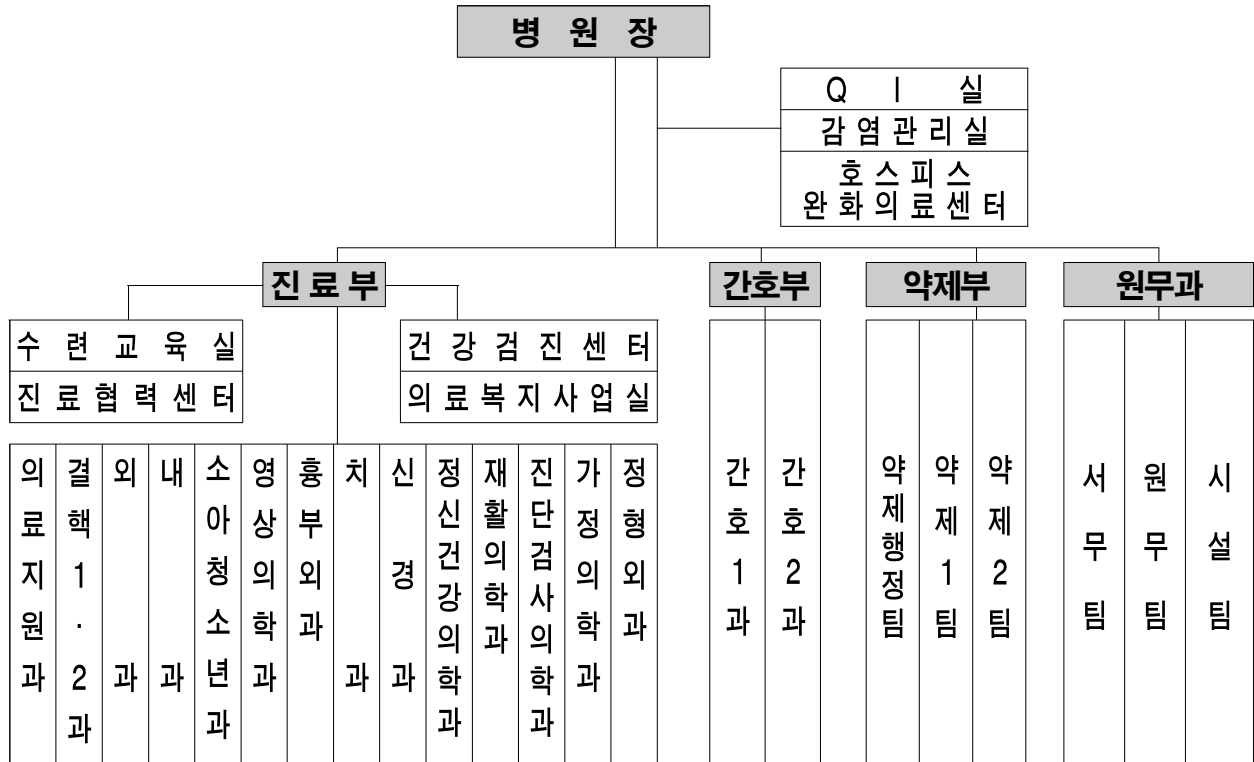 병 원 장
Q I 실
감염관리실
호스피스
완화의료센터
진료부
간호부
약제부
원무과
수련교육실
진료협력센터
건강검진센터
의료복지사업실
의료지원과
결핵1·2과
외과
내과
소아청소년과
영상의학과
흉부외과
치과
신경과
정신건강의학과
재활의학과
진단검사의학과
가정의학과
정형외과
간호1과
간호2과
약제행정팀
약제1팀
약제2팀
서무팀
원무팀
시설팀